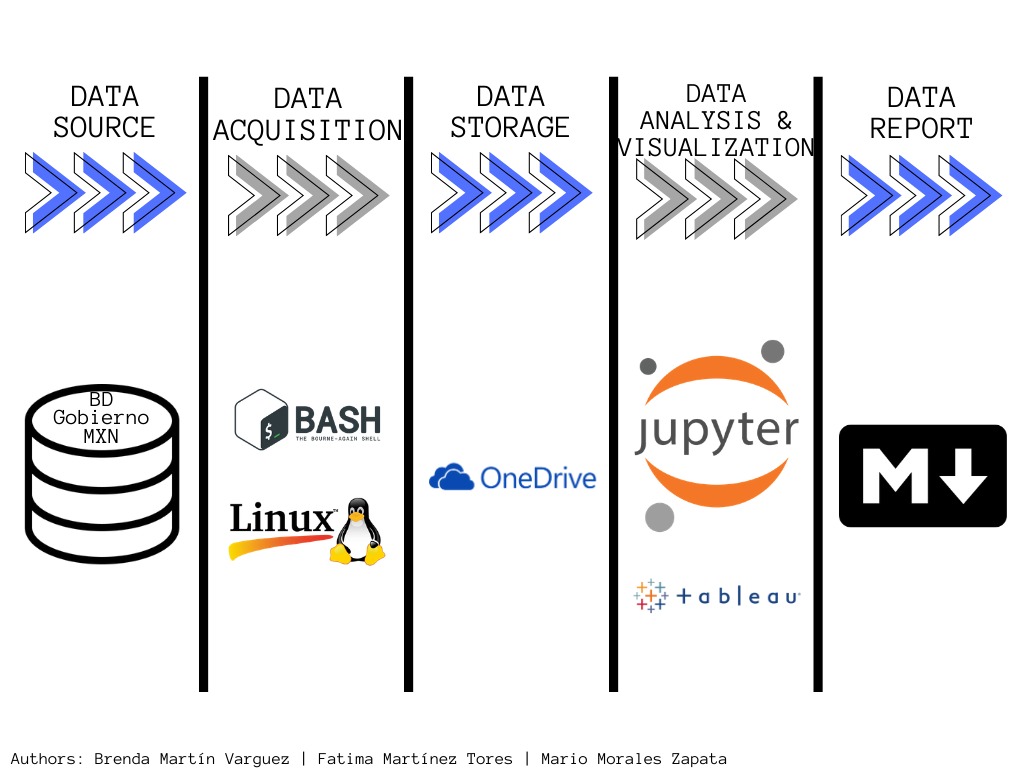 DATA
SOURCE
DATA
ACQUISITION
DATA
STORAGE
DATA
ANALYSIS &
VISUALIZATION
DATA
REPORT
BD
Gobierno
MXN
$_
BASH
THE BOURNE-AGAIN SHELL
Linux™
OneDrive
jupyter
+ableau®
M
Authors: Brenda Martín Varguez | Fatima Martínez Tores | Mario Morales Zapata